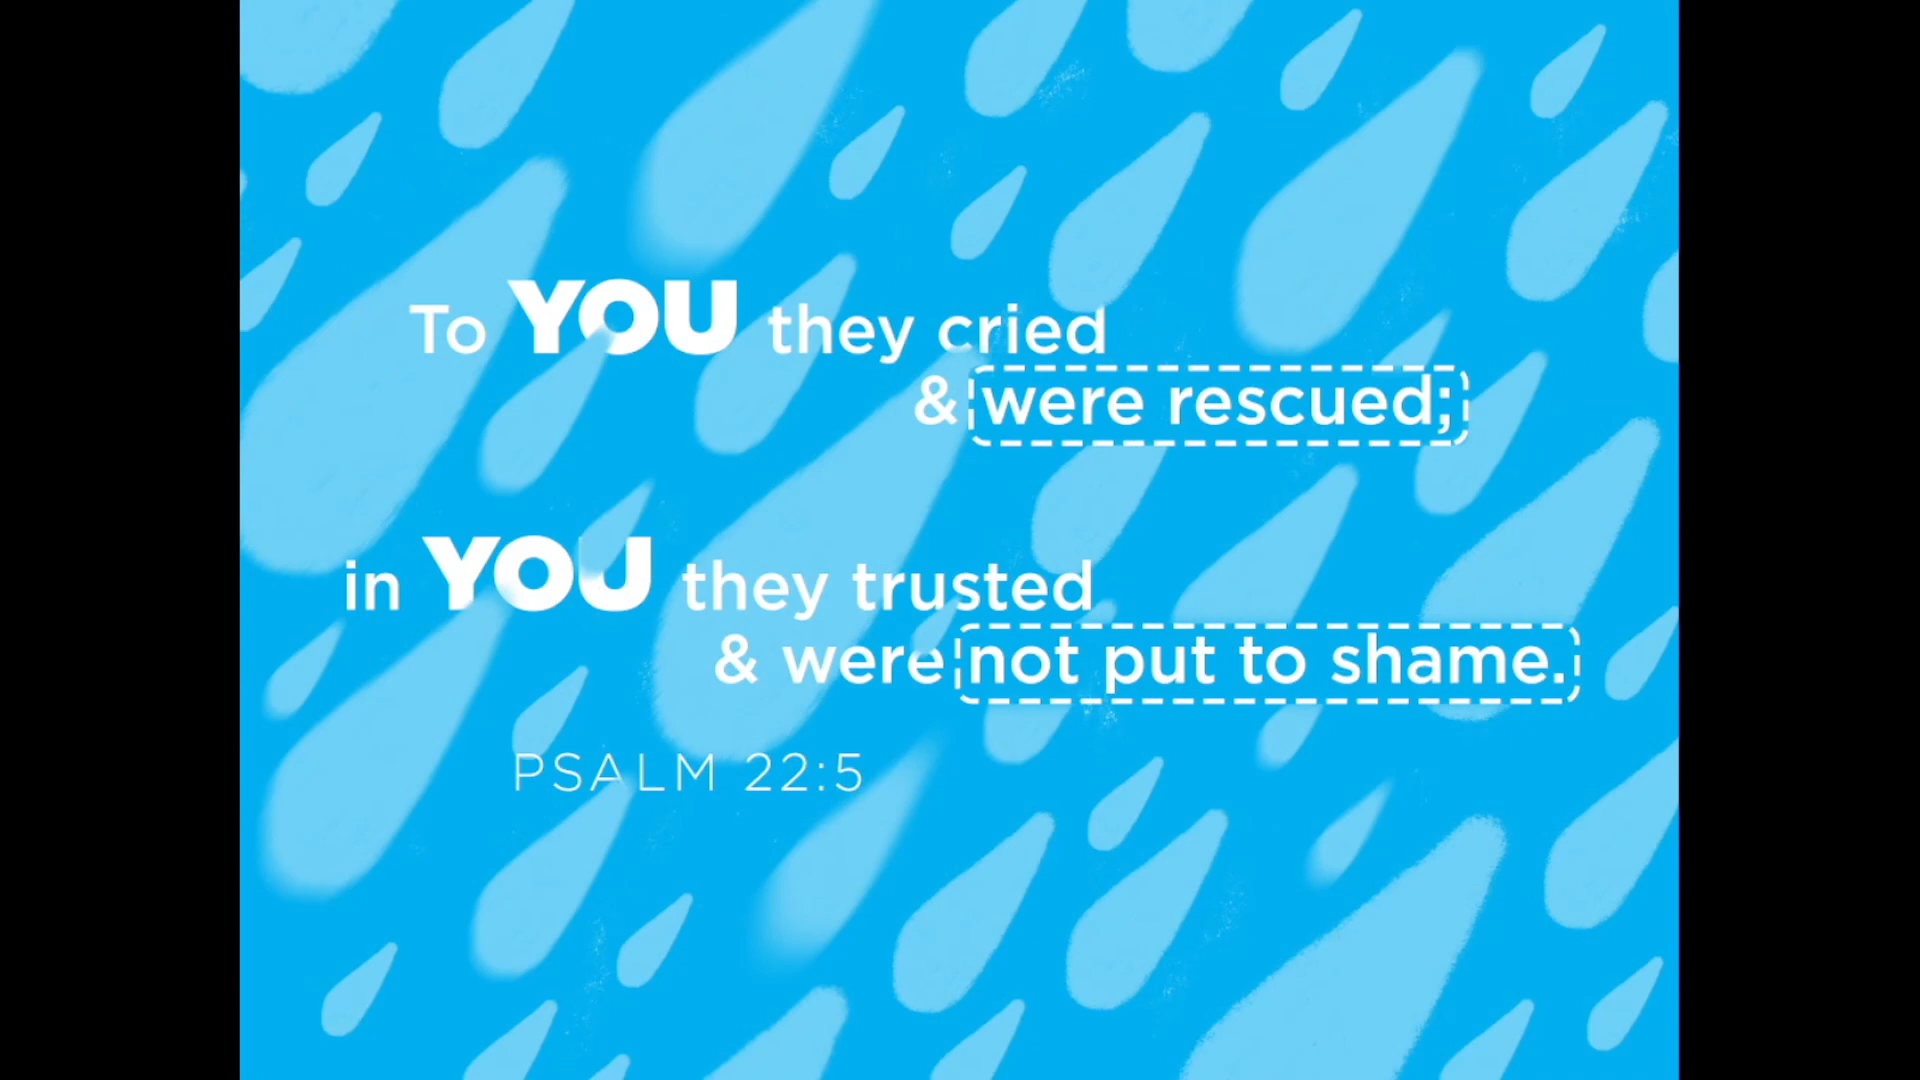 To YOU they cried
& were rescued;
in YOU they trusted
& were not put to shame.
PSALM 22:5